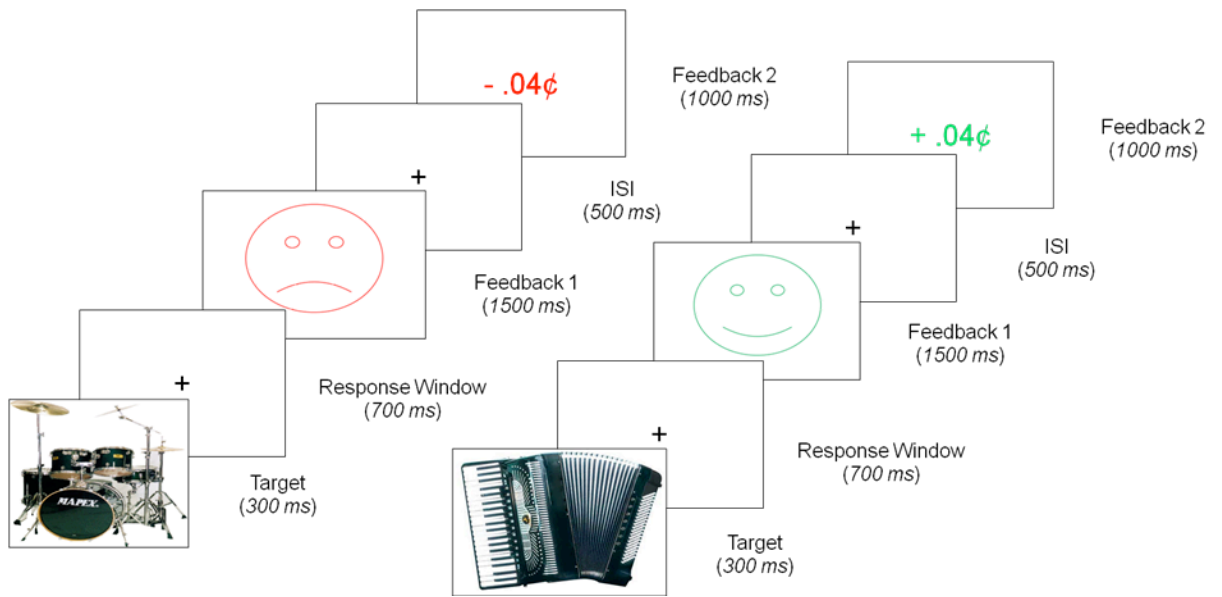 - .04¢
Feedback 2
(1000 ms)
+
ISI
(500 ms)
Feedback 1
(1500 ms)
+
Response Window
(700 ms)
MAPEX
Target
(300 ms)
+ .04¢
Feedback 2
(1000 ms)
+
ISI
(500 ms)
Feedback 1
(1500 ms)
+
Response Window
(700 ms)
Target
(300 ms)